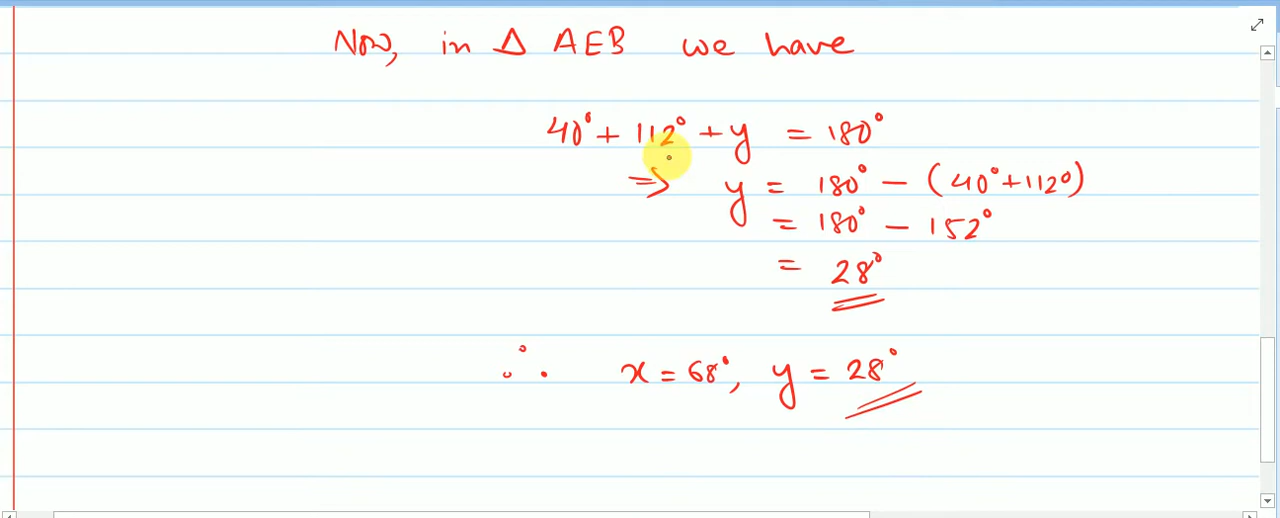 Now, in Δ AEB we have
40° + 112° + y = 180°
⇒ y = 180° − (40° + 112°)
= 180° − 152°
= 28°
∴ x = 68°, y = 28°